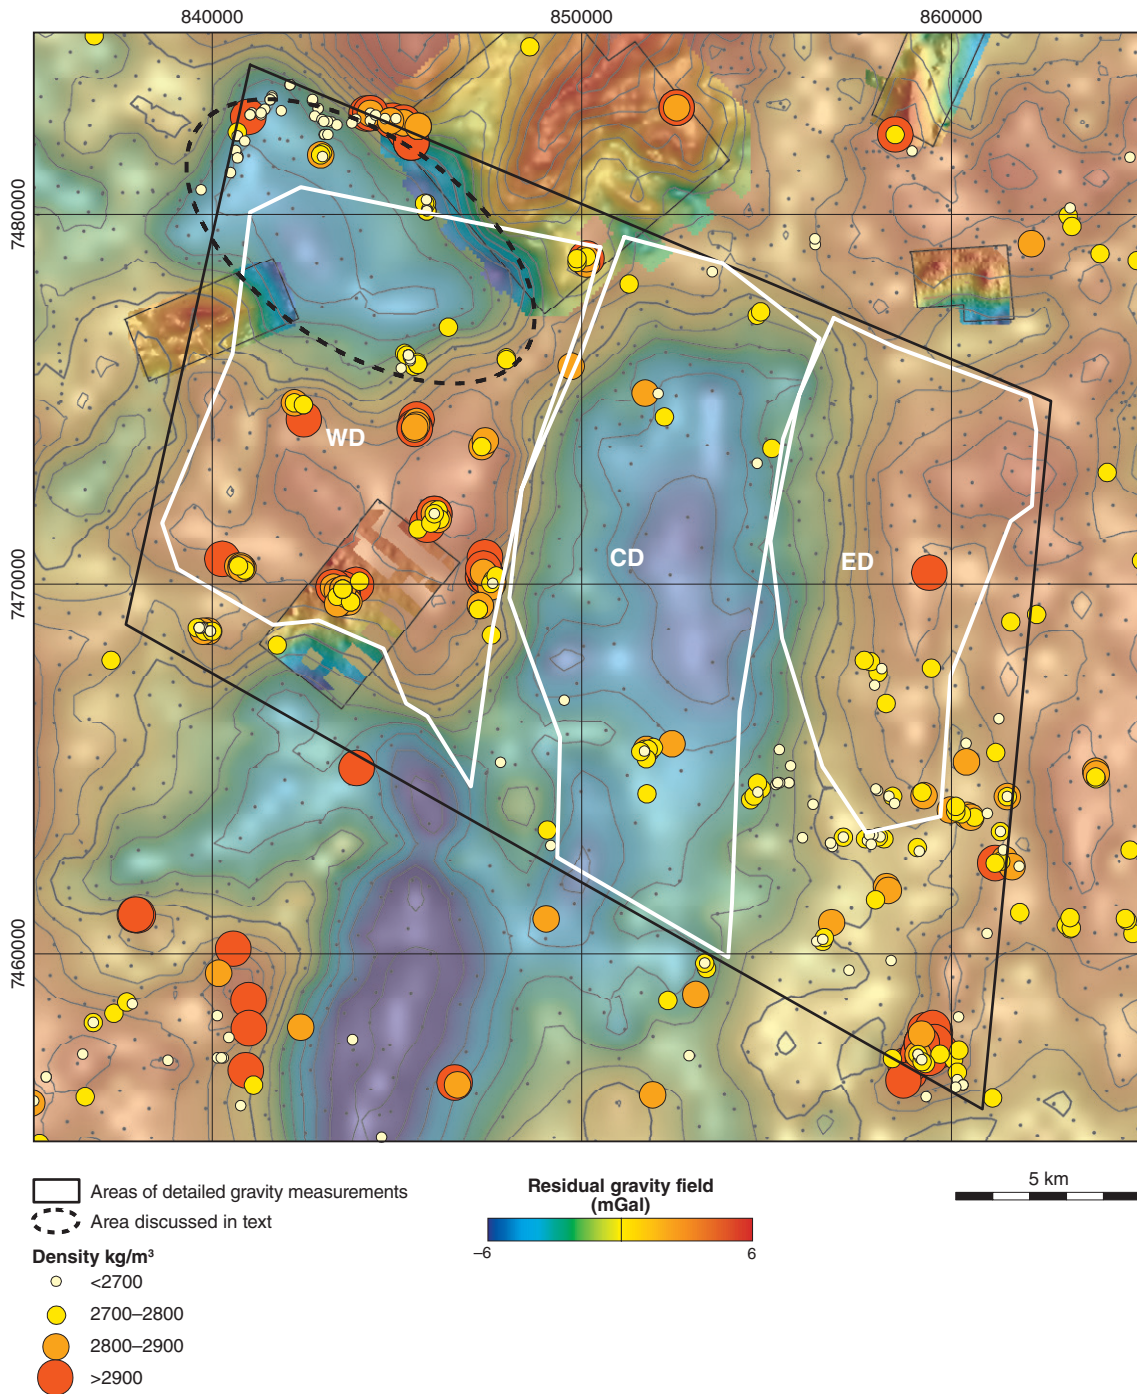 840000 850000 860000
7480000
7470000
7460000
WD
CD
ED
Areas of detailed gravity measurements
Area discussed in text
Density kg/m³
<2700
2700–2800
2800–2900
>2900
Residual gravity field
(mGal)
–6 6
5 km